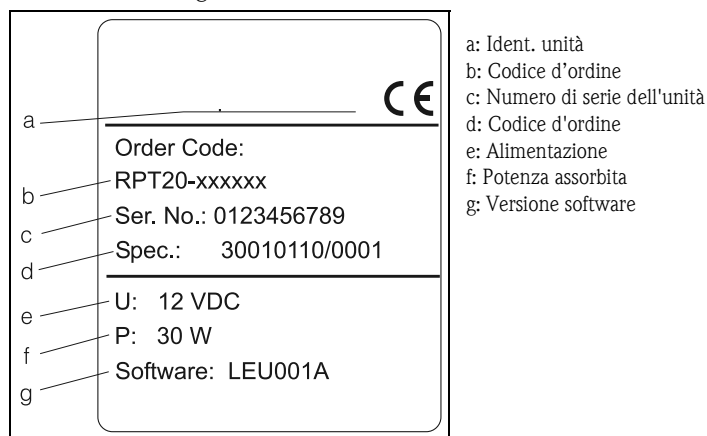 CE
a
Order Code:
b RPT20-xxxxxx
c Ser. No.: 0123456789
d Spec.: 30010110/0001
e U: 12 VDC
f P: 30 W
g Software: LEU001A
a: Ident. unità
b: Codice d'ordine
c: Numero di serie dell'unità
d: Codice d'ordine
e: Alimentazione
f: Potenza assorbita
g: Versione software